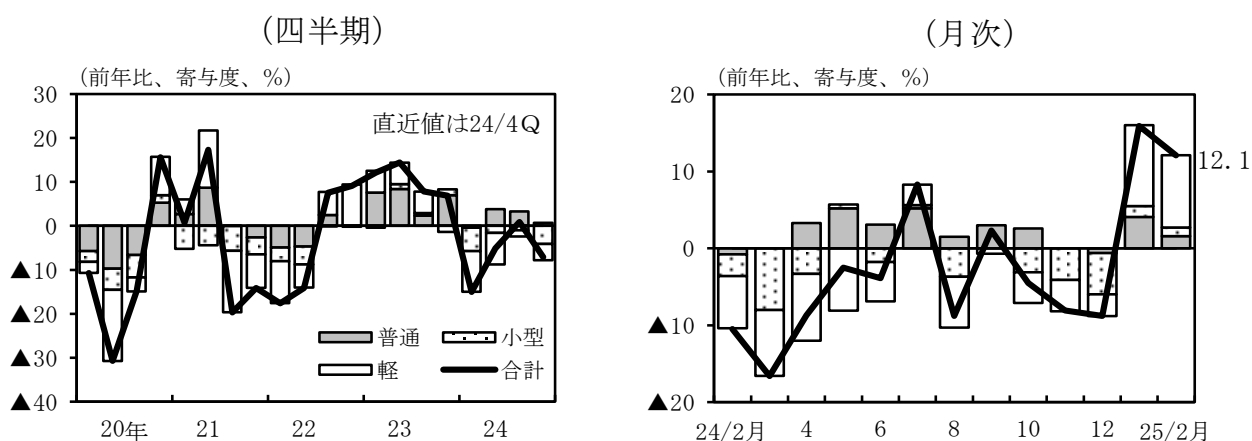 (四半期)
(前年比、寄与度、%)
30
20
10
0
▲10
▲20
▲30
▲40
直近値は24/4Q
普通
小型
軽
合計
20年
21
22
23
24
(月次)
(前年比、寄与度、%)
20
10
0
▲10
▲20
12.1
24/2月
4
6
8
10
12
25/2月